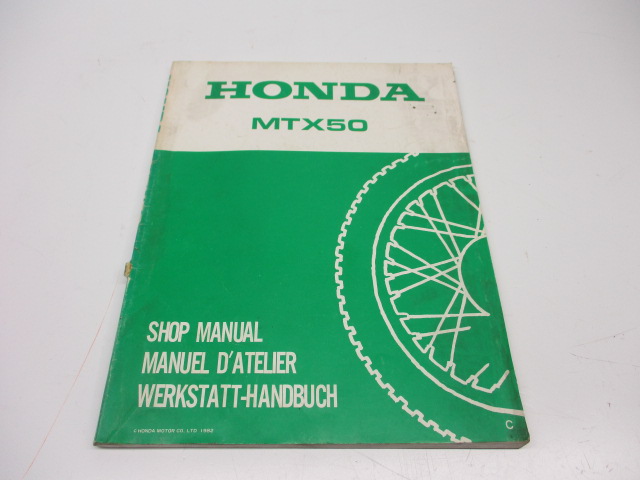 HONDA
MTX50
SHOP MANUAL
MANUEL D'ATELIER
WERKSTATT-HANDBUCH
© HONDA MOTOR CO. LTD. 1982
C